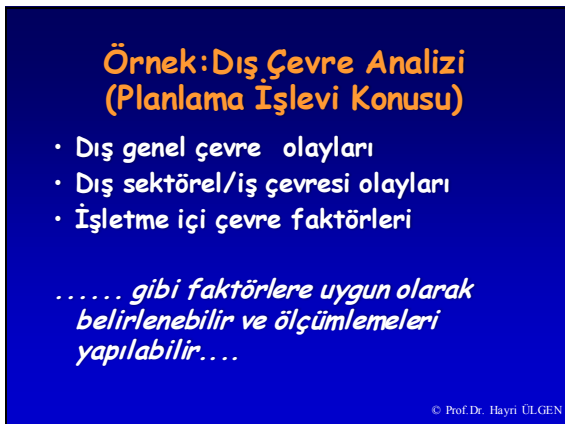 Örnek:Dış Çevre Analizi
(Planlama İşlevi Konusu)
• Dış genel çevre olayları
• Dış sektörel/iş çevresi olayları
• İşletme içi çevre faktörleri
...... gibi faktörlere uygun olarak
belirlenebilir ve ölçümlemeleri
yapılabilir....
© Prof.Dr. Hayri ÜLGEN